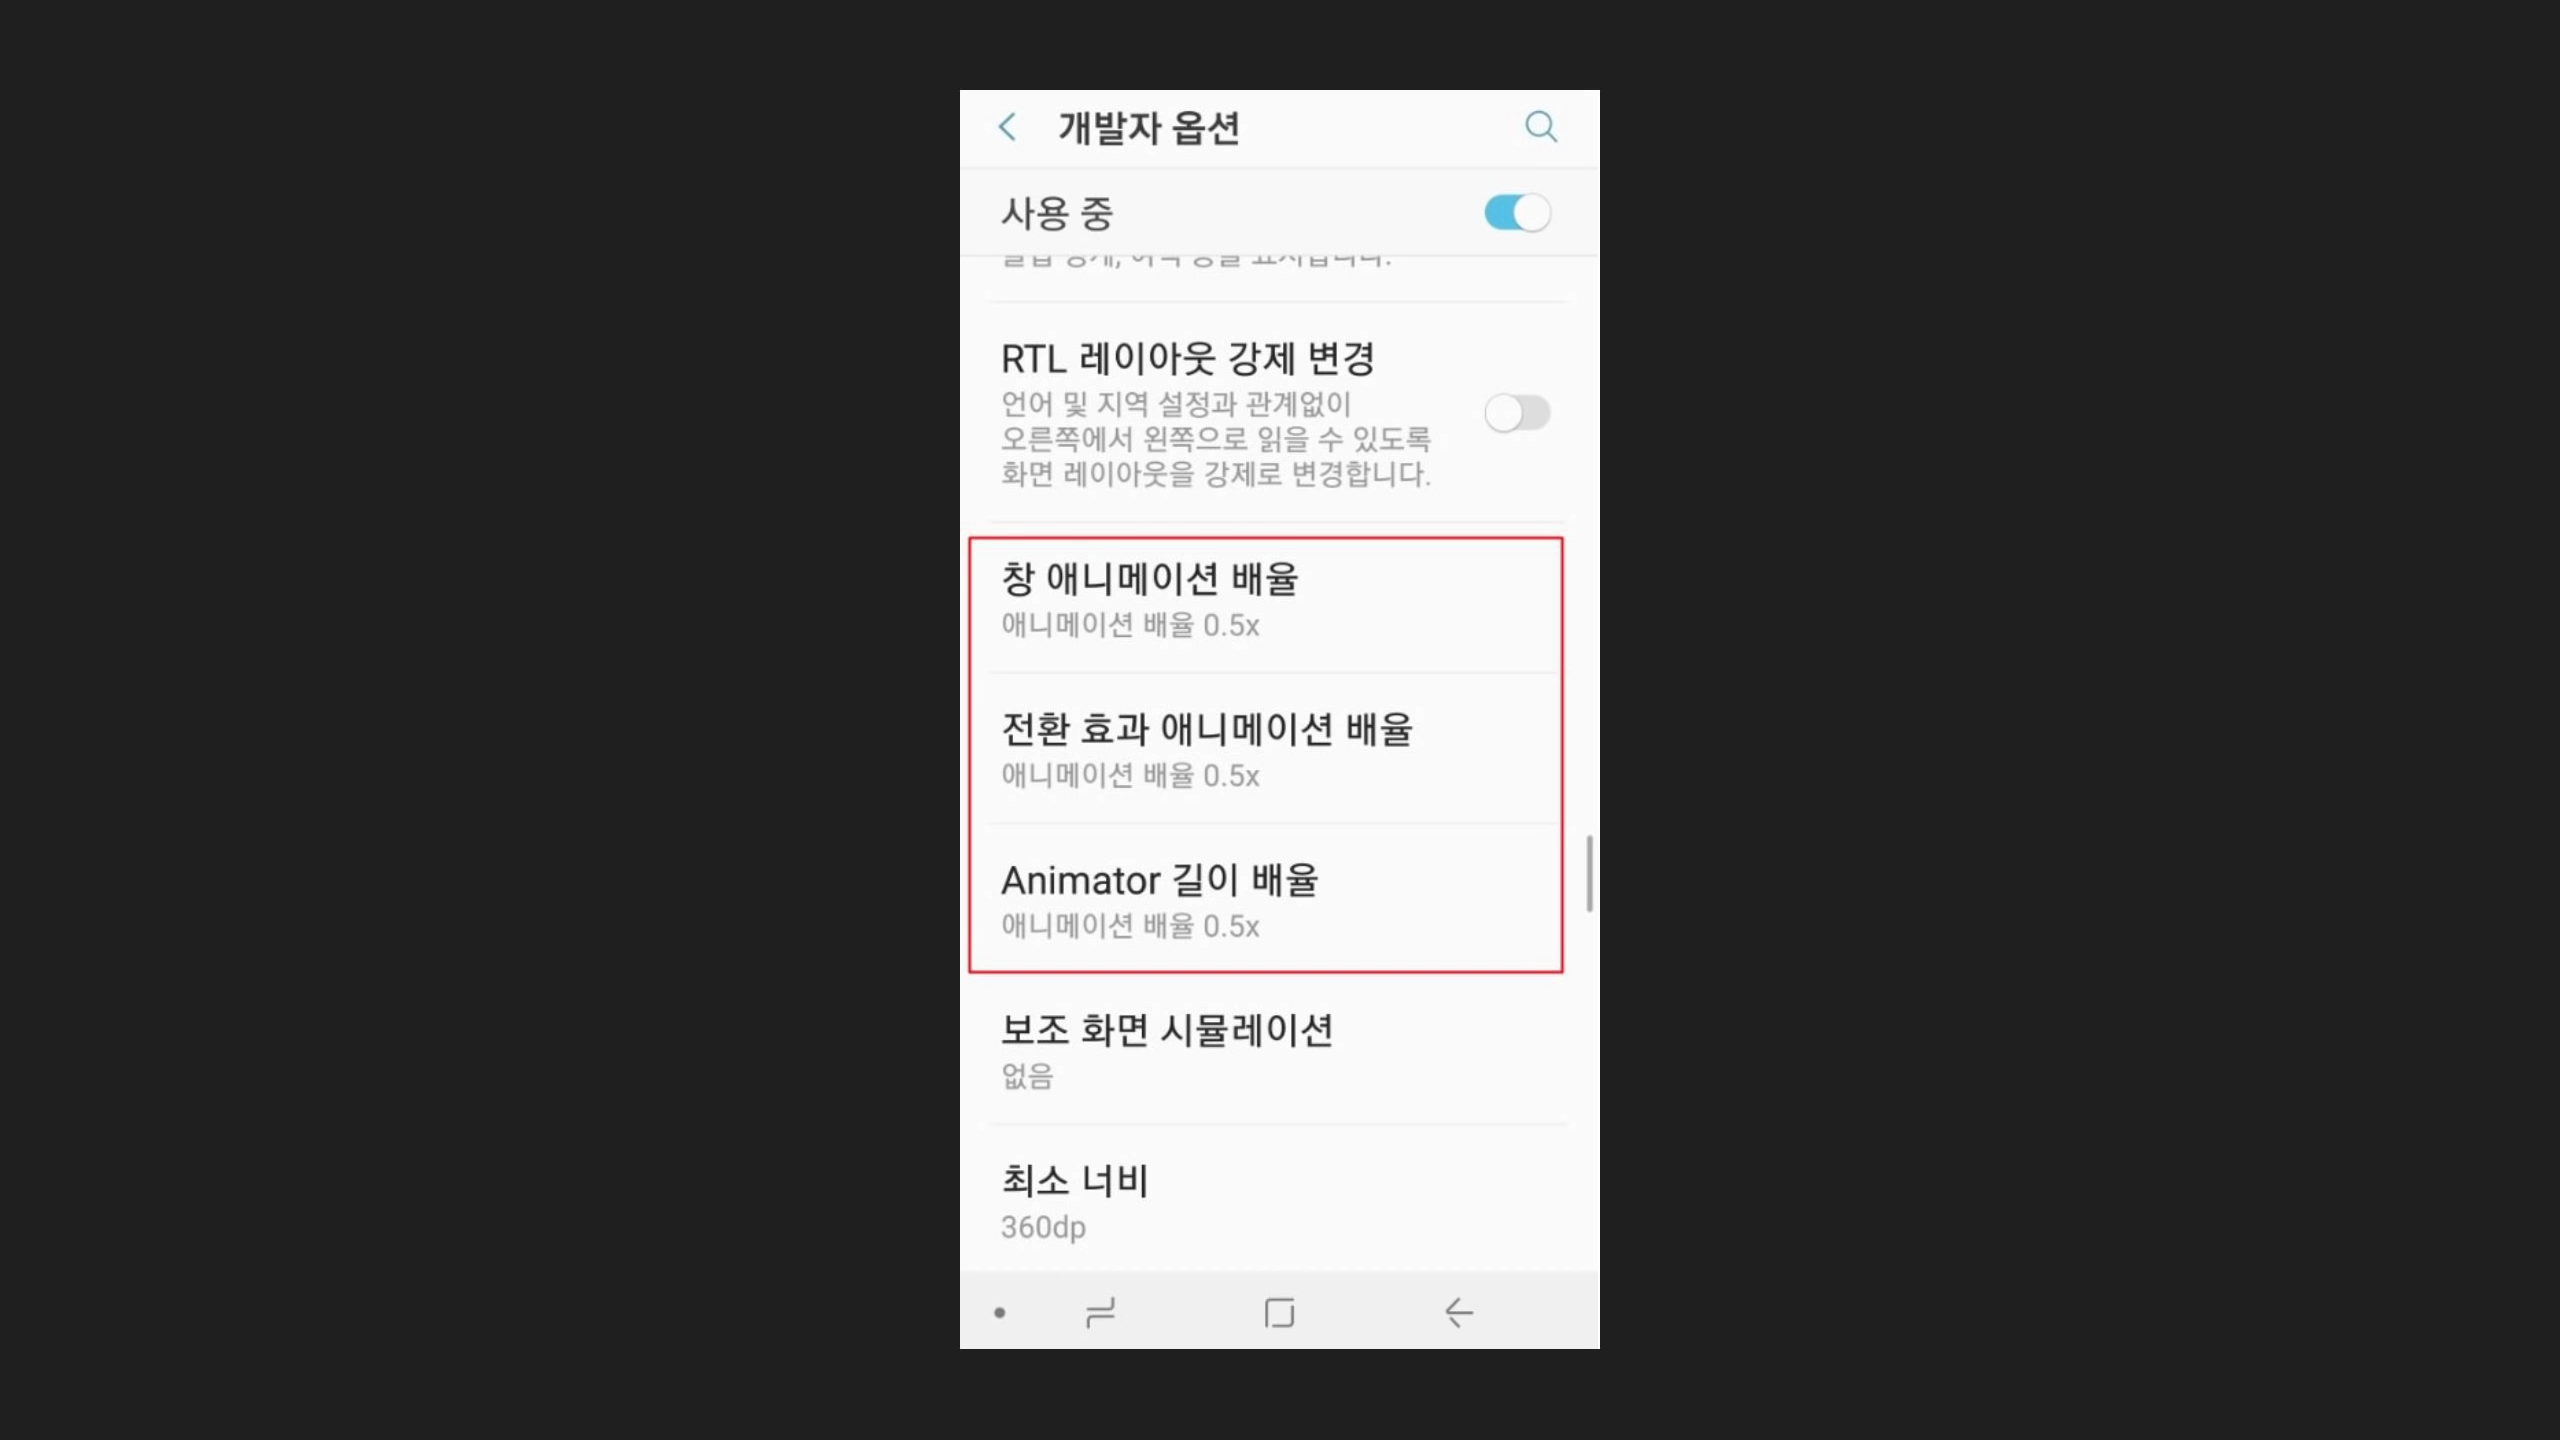 개발자 옵션
사용 중
RTL 레이아웃 강제 변경
언어 및 지역 설정과 관계없이
오른쪽에서 왼쪽으로 읽을 수 있도록
화면 레이아웃을 강제로 변경합니다.
창 애니메이션 배율
애니메이션 배율 0.5x
전환 효과 애니메이션 배율
애니메이션 배율 0.5x
Animator 길이 배율
애니메이션 배율 0.5x
보조 화면 시뮬레이션
없음
최소 너비
360dp